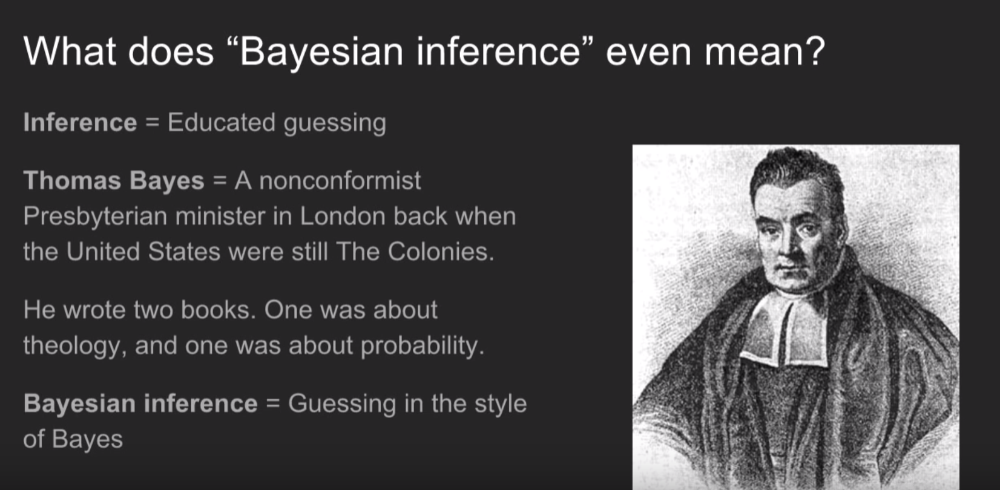 What does “Bayesian inference” even mean?
Inference = Educated guessing
Thomas Bayes = A nonconformist
Presbyterian minister in London back when
the United States were still The Colonies.
He wrote two books. One was about
theology, and one was about probability.
Bayesian inference = Guessing in the style
of Bayes